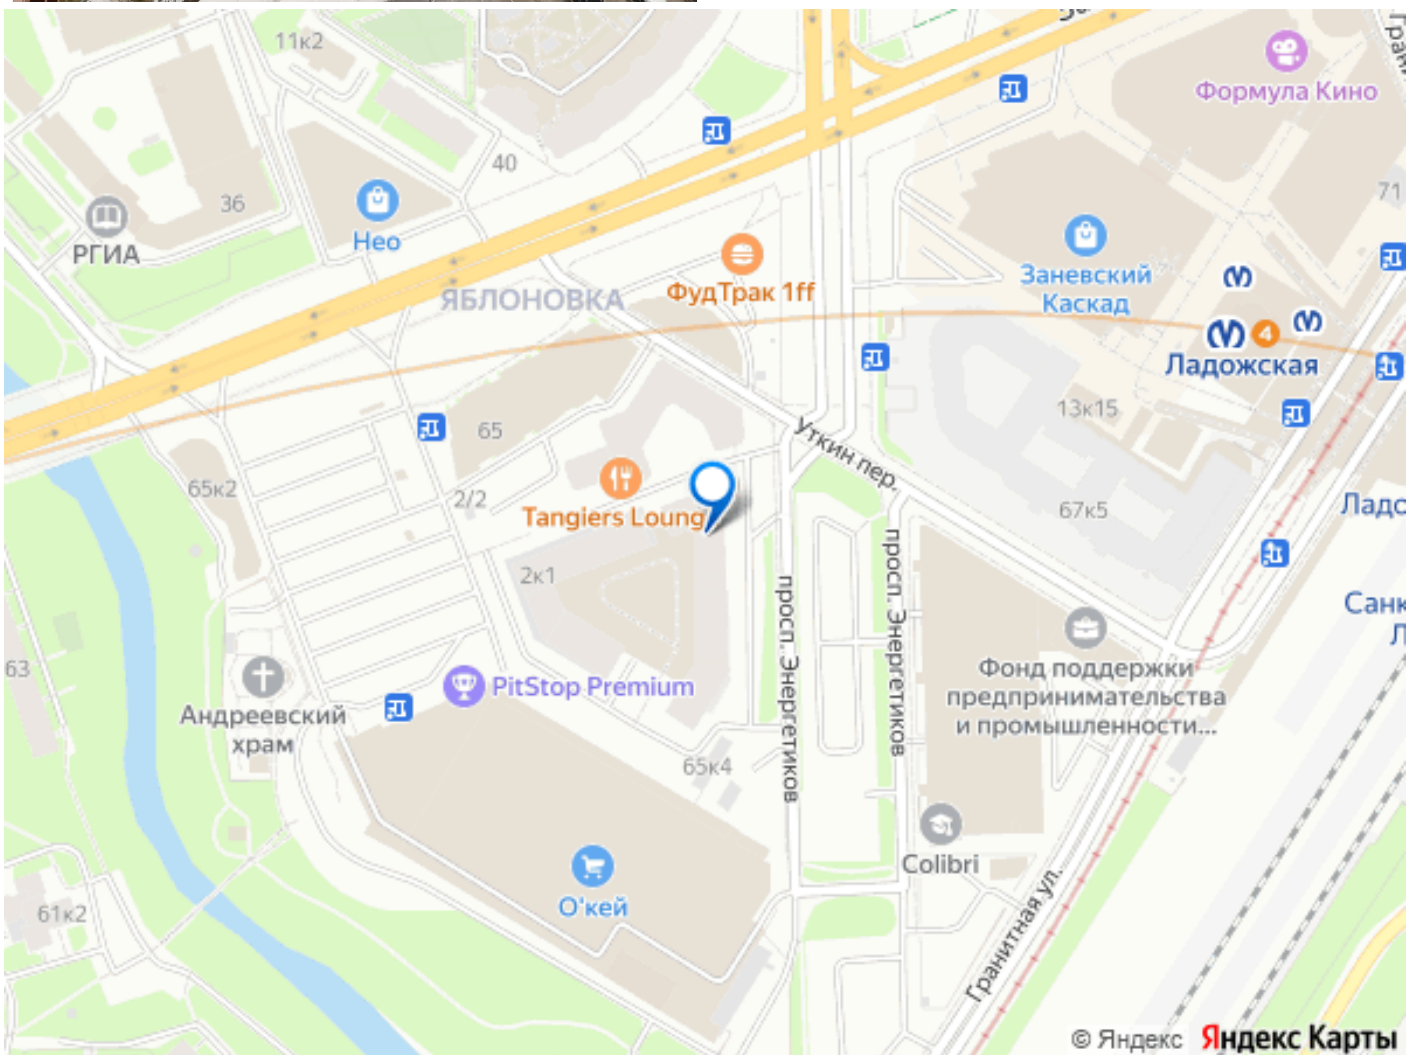 11к2
Формула Кино
40
36
71
РГИА
Нео
Заневский
Каскад
ЯБЛОНОВКА
ФудТрак 1ff
4
Ладожская
13к15
65
Уткин пер.
65к2
2/2
Tangiers Loung
67к5
Ладо
2к1
просп. Энергетиков
просп. Энергетиков
Санк
Л
63
Фонд поддержки
предпринимательства
и промышленности...
PitStop Premium
Андреевский
храм
65к4
Colibri
О'кей
61к2
Гранитная ул.
© Яндекс Яндекс Карты